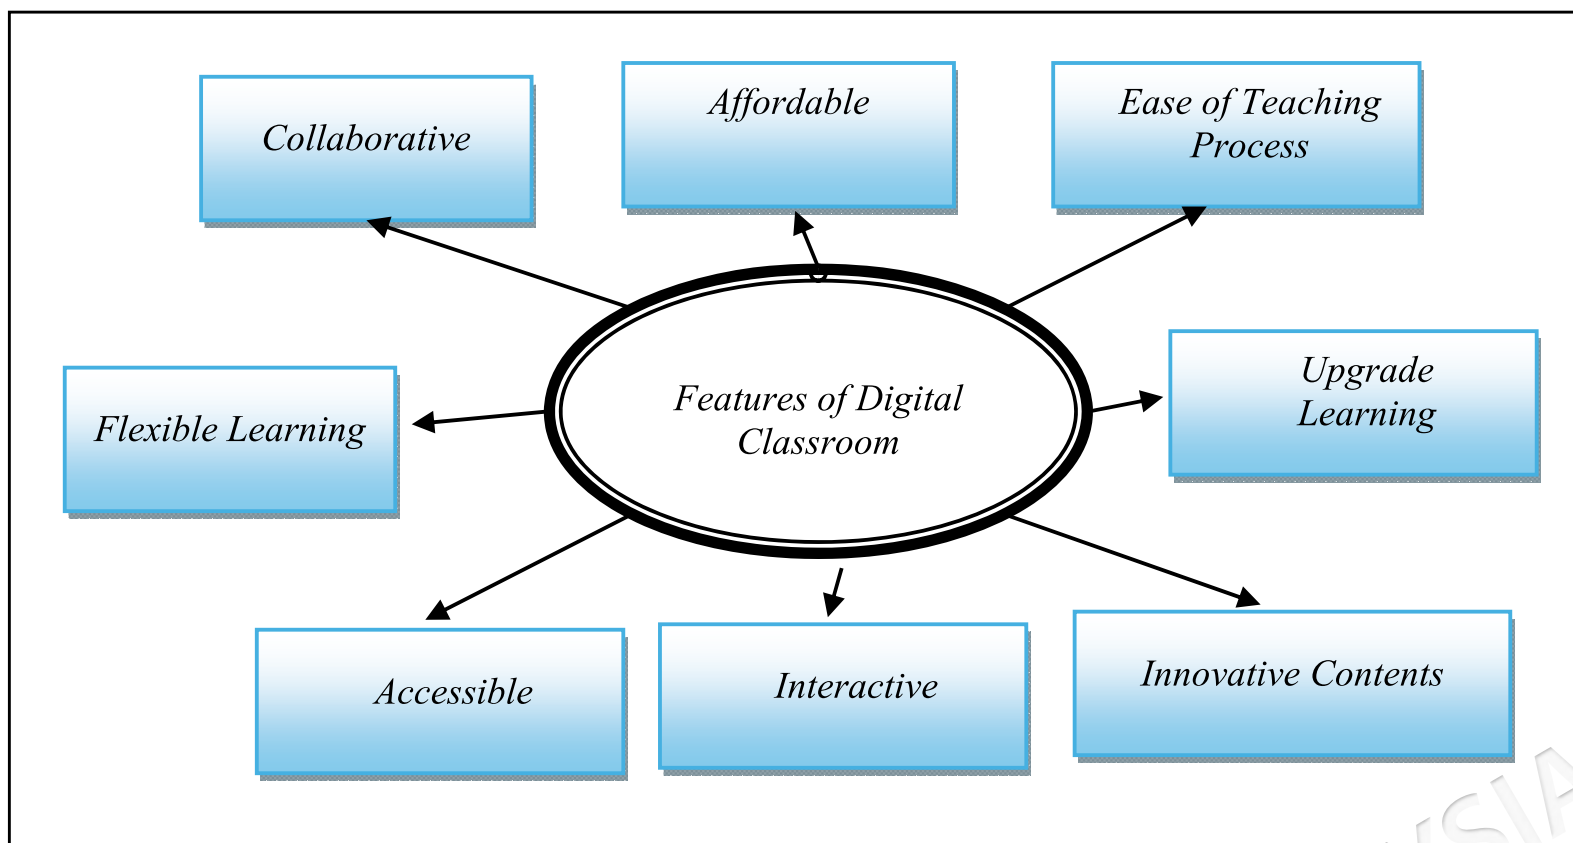 Collaborative
Affordable
Ease of Teaching
Process
Flexible Learning
Features of Digital
Classroom
Upgrade
Learning
Accessible
Interactive
Innovative Contents